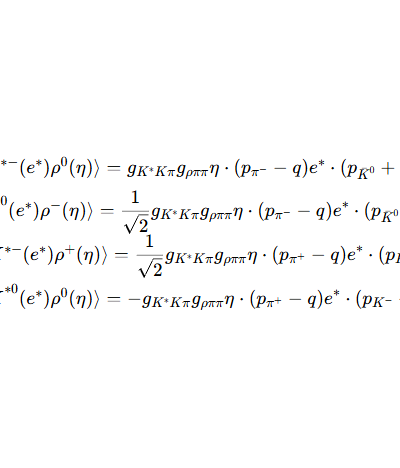 *−(e*)ρ⁰(η)⟩ = g_{K*Kπ} g_{ρππ} η · (p_{π⁻} − q) e* · (p_{K̄⁰} +
⁰(e*)ρ⁻(η)⟩ = \frac{1}{\sqrt{2}} g_{K*Kπ} g_{ρππ} η · (p_{π⁻} − q) e* · (p_{K̄⁰}
*−(e*)ρ⁺(η)⟩ = \frac{1}{\sqrt{2}} g_{K*Kπ} g_{ρππ} η · (p_{π⁺} − q) e* · (p
*⁰(e*)ρ⁰(η)⟩ = −g_{K*Kπ} g_{ρππ} η · (p_{π⁺} − q) e* · (p_{K⁻}